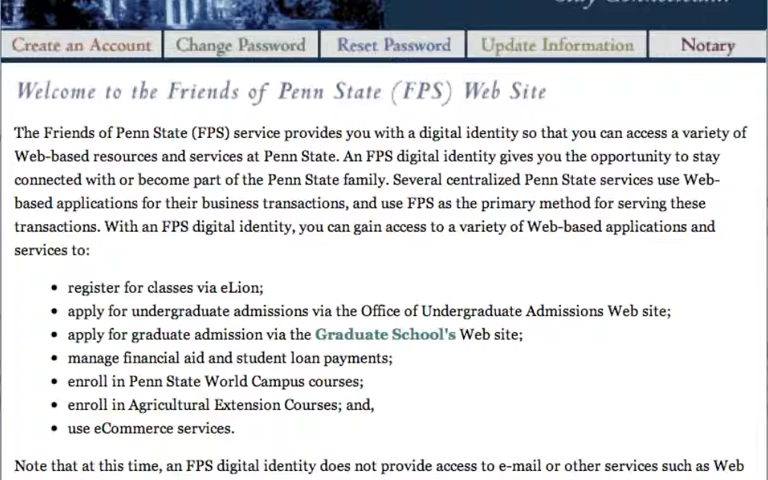 Create an Account Change Password Reset Password Update Information Notary
Welcome to the Friends of Penn State (FPS) Web Site
The Friends of Penn State (FPS) service provides you with a digital identity so that you can access a variety of
Web-based resources and services at Penn State. An FPS digital identity gives you the opportunity to stay
connected with or become part of the Penn State family. Several centralized Penn State services use Web-
based applications for their business transactions, and use FPS as the primary method for serving these
transactions. With an FPS digital identity, you can gain access to a variety of Web-based applications and
services to:
• register for classes via eLion;
• apply for undergraduate admissions via the Office of Undergraduate Admissions Web site;
• apply for graduate admission via the Graduate School's Web site;
• manage financial aid and student loan payments;
• enroll in Penn State World Campus courses;
• enroll in Agricultural Extension Courses; and,
• use eCommerce services.
Note that at this time, an FPS digital identity does not provide access to e-mail or other services such as Web